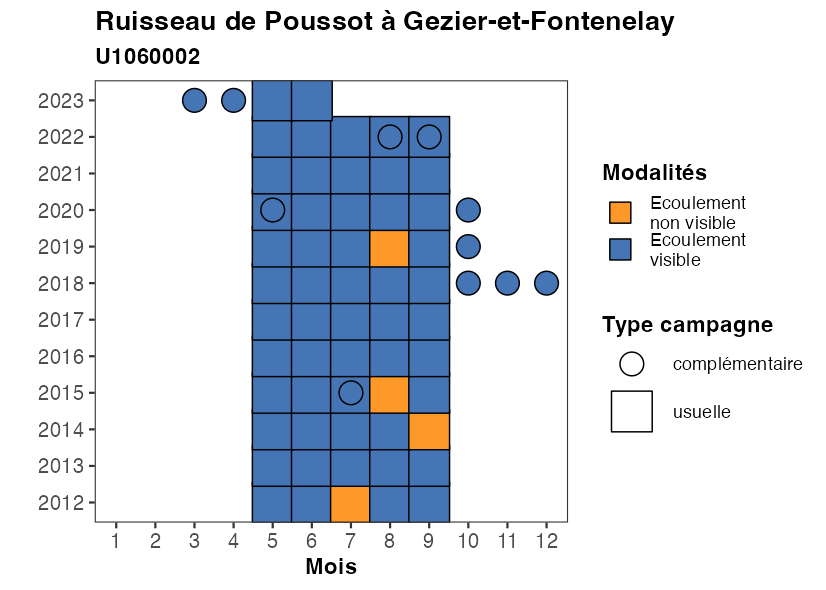 Ruisseau de Poussot à Gezier-et-Fontenelay
U1060002
2023
2022
2021
2020
2019
2018
2017
2016
2015
2014
2013
2012
1 2 3 4 5 6 7 8 9 10 11 12
Mois
Modalités
Ecoulement
non visible
Ecoulement
visible
Type campagne
complémentaire
usuelle